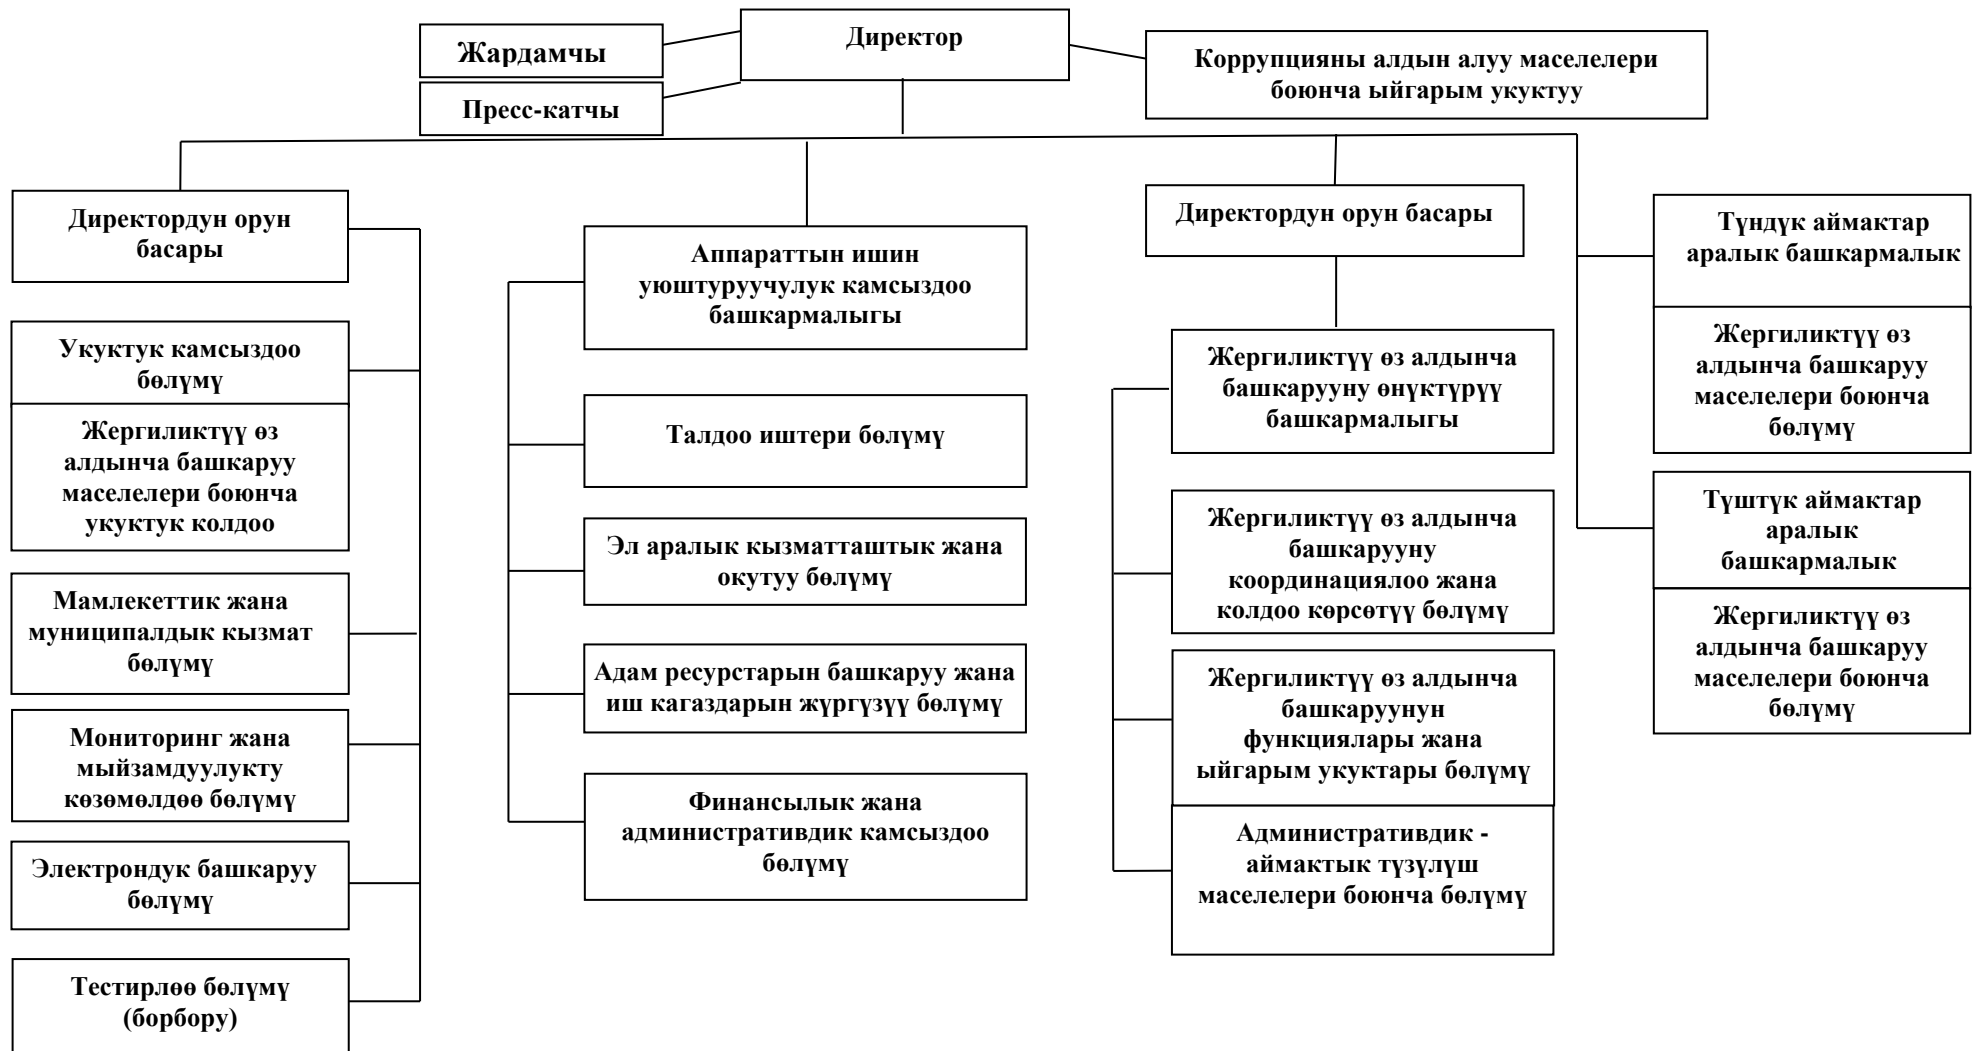 Директор
Жардамчы
Пресс-катчы
Коррупцияны алдын алуу маселелери
боюнча ыйгарым укуктуу
Директордун орун
басары
Укуктук камсыздоо
бөлүмү
Жергиликтүү өз
алдынча башкаруу
маселелери боюнча
укуктук колдоо
Мамлекеттик жана
муниципалдык кызмат
бөлүмү
Мониторинг жана
мыйзамдуулукту
көзөмөлдөө бөлүмү
Электрондук башкаруу
бөлүмү
Тестирлөө бөлүмү
(борбору)
Аппараттын ишин
уюштуруучулук камсыздоо
башкармалыгы
Талдоо иштери бөлүмү
Эл аралык кызматташтык жана
окутуу бөлүмү
Адам ресурстарын башкаруу жана
иш кагаздарын жүргүзүү бөлүмү
Финансылык жана
административдик камсыздоо
бөлүмү
Директордун орун басары
Жергиликтүү өз алдынча
башкарууну өнүктүрүү
башкармалыгы
Жергиликтүү өз алдынча
башкарууну
координациялоо жана
колдоо көрсөтүү бөлүмү
Жергиликтүү өз алдынча
башкаруунун
функциялары жана
ыйгарым укуктары бөлүмү
Административдик -
аймактык түзүлүш
маселелери боюнча бөлүмү
Түндүк аймактар
аралык башкармалык
Жергиликтүү өз
алдынча башкаруу
маселелери боюнча
бөлүмү
Түштүк аймактар
аралык
башкармалык
Жергиликтүү өз
алдынча башкаруу
маселелери боюнча
бөлүмү